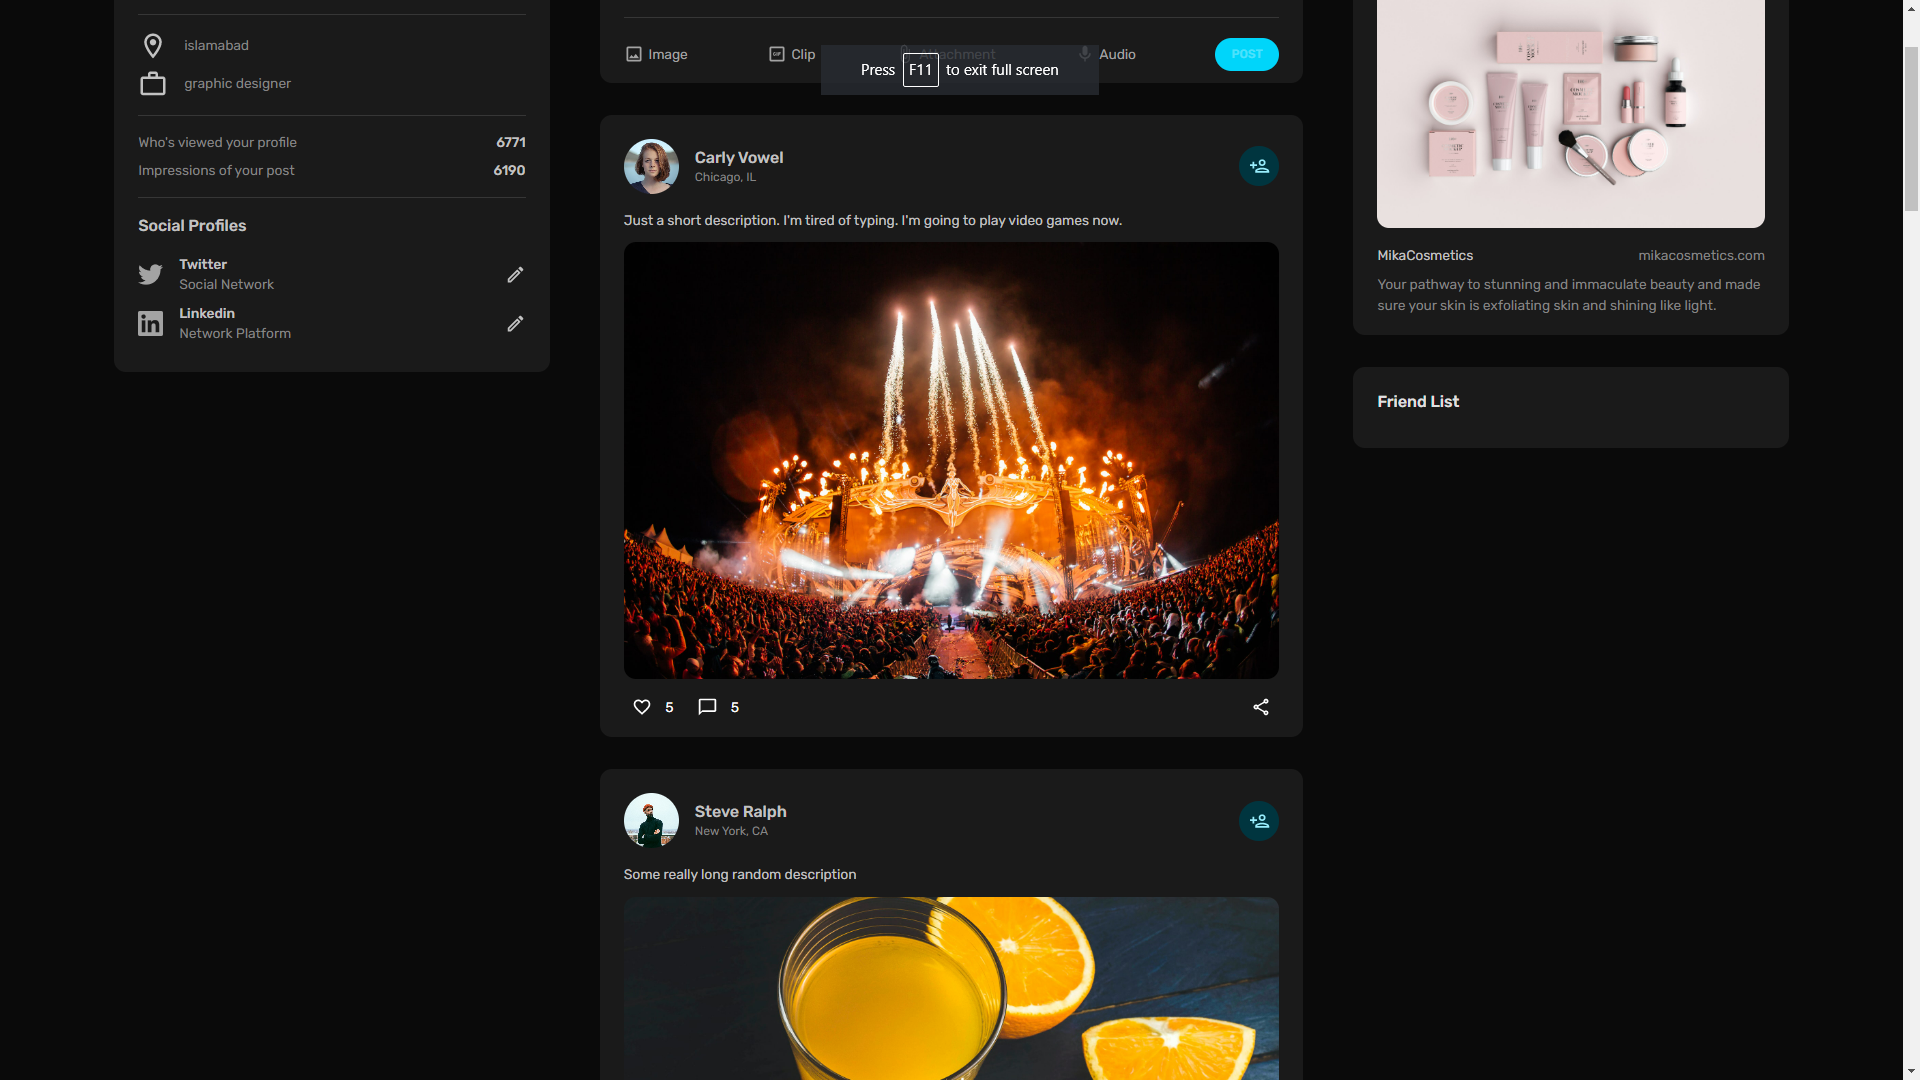 islamabad
graphic designer
Who's viewed your profile 6771
Impressions of your post 6190
Social Profiles
Twitter
Social Network
Linkedin
Network Platform
Image Clip Attachment Audio POST
Press F11 to exit full screen
Carly Vowel
Chicago, IL
Just a short description. I'm tired of typing. I'm going to play video games now.
5 5
Steve Ralph
New York, CA
Some really long random description
MikaCosmetics mikacosmetics.com
Your pathway to stunning and immaculate beauty and made
sure your skin is exfoliating skin and shining like light.
Friend List